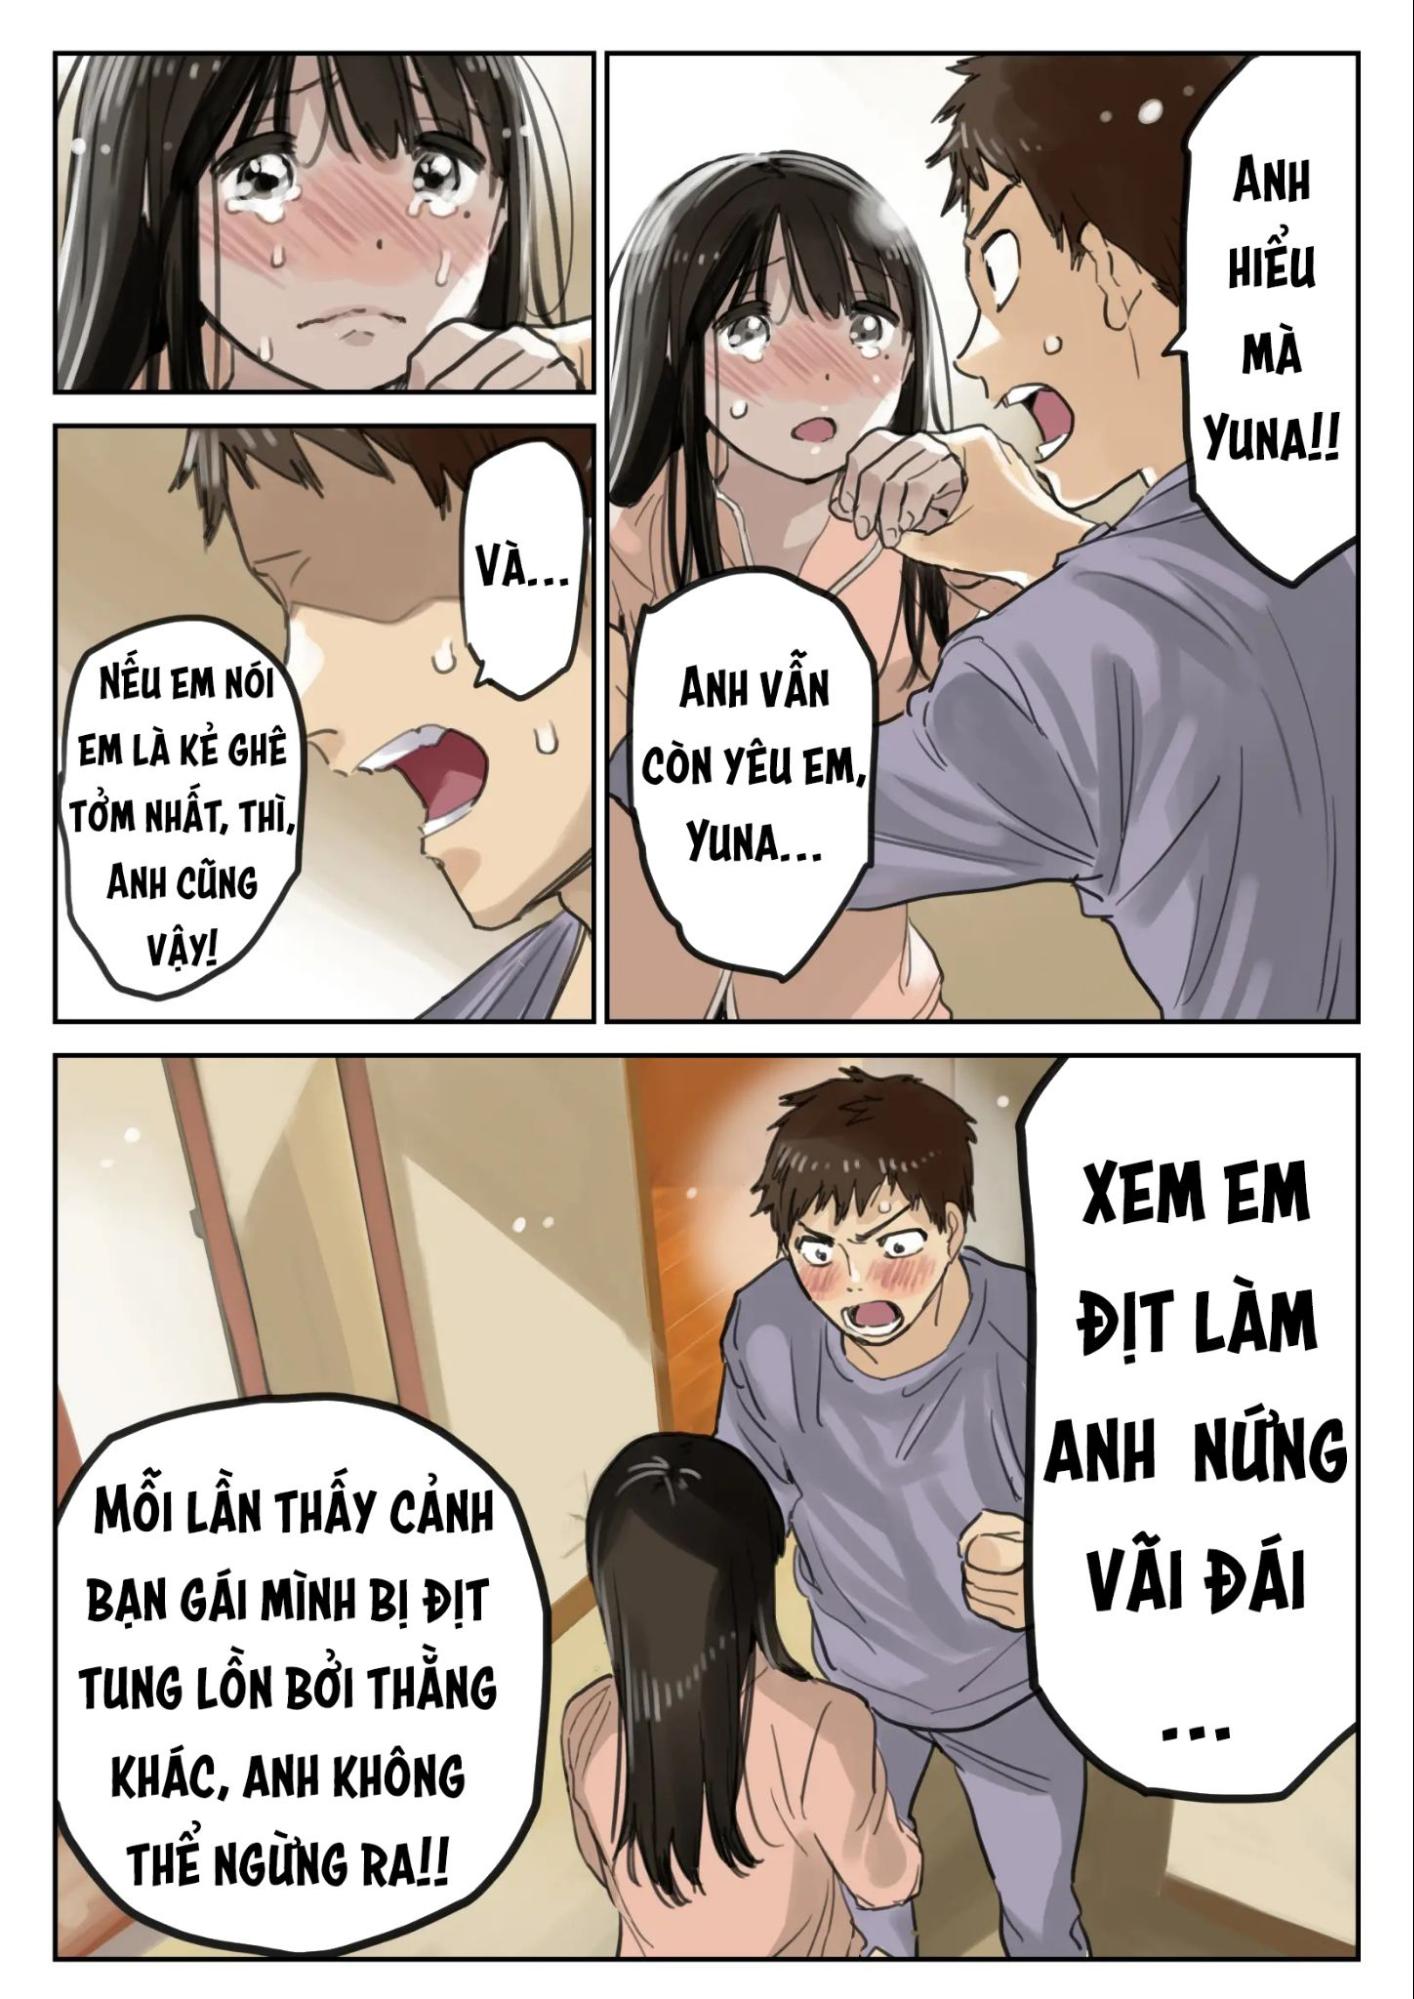 ANH
HIỂU
MÀ
YUNA!!
ANH VẪN
CÒN YÊU EM,
YUNA...
VÀ...
NẾU EM NÓI
EM LÀ KẺ GHÊ
TỞM NHẤT, THÌ,
ANH CŨNG
VẬY!
XEM EM
ĐỊT LÀM
ANH NỨNG
VÃI ĐÁI
...
MỖI LẦN THẤY CẢNH
BẠN GÁI MÌNH BỊ ĐỊT
TUNG LỒN BỞI THẰNG
KHÁC, ANH KHÔNG
THỂ NGỪNG RA!!